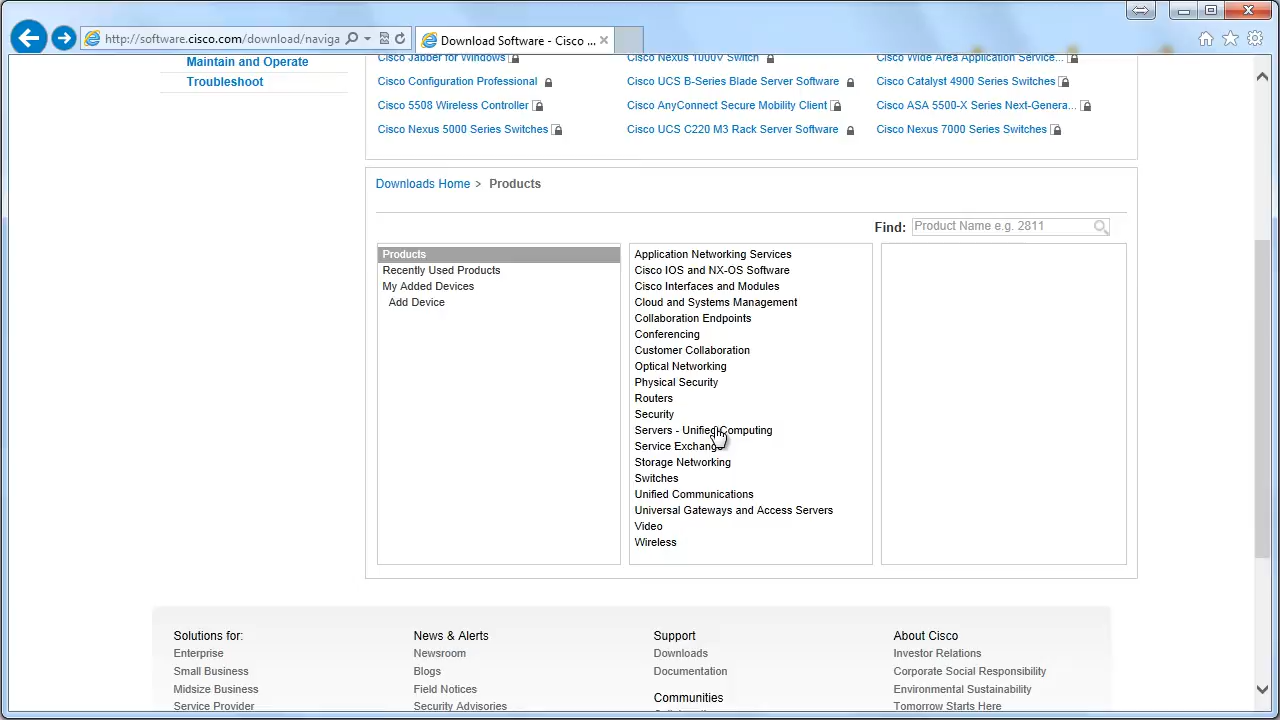 http://software.cisco.com/download/naviga
Download Software - Cisco ...
Maintain and Operate
Troubleshoot
Cisco Jabber for Windows
Cisco Nexus 1000V Switch
Cisco Wide Area Application Service...
Cisco Configuration Professional
Cisco UCS B-Series Blade Server Software
Cisco Catalyst 4900 Series Switches
Cisco 5508 Wireless Controller
Cisco AnyConnect Secure Mobility Client
Cisco ASA 5500-X Series Next-Genera...
Cisco Nexus 5000 Series Switches
Cisco UCS C220 M3 Rack Server Software
Cisco Nexus 7000 Series Switches
Downloads Home > Products
Find: Product Name e.g. 2811
Products
Recently Used Products
My Added Devices
Add Device
Application Networking Services
Cisco IOS and NX-OS Software
Cisco Interfaces and Modules
Cloud and Systems Management
Collaboration Endpoints
Conferencing
Customer Collaboration
Optical Networking
Physical Security
Routers
Security
Servers - Unified Computing
Service Exchange
Storage Networking
Switches
Unified Communications
Universal Gateways and Access Servers
Video
Wireless
Solutions for:
Enterprise
Small Business
Midsize Business
Service Provider
News & Alerts
Newsroom
Blogs
Field Notices
Security Advisories
Support
Downloads
Documentation
Communities
About Cisco
Investor Relations
Corporate Social Responsibility
Environmental Sustainability
Tomorrow Starts Here